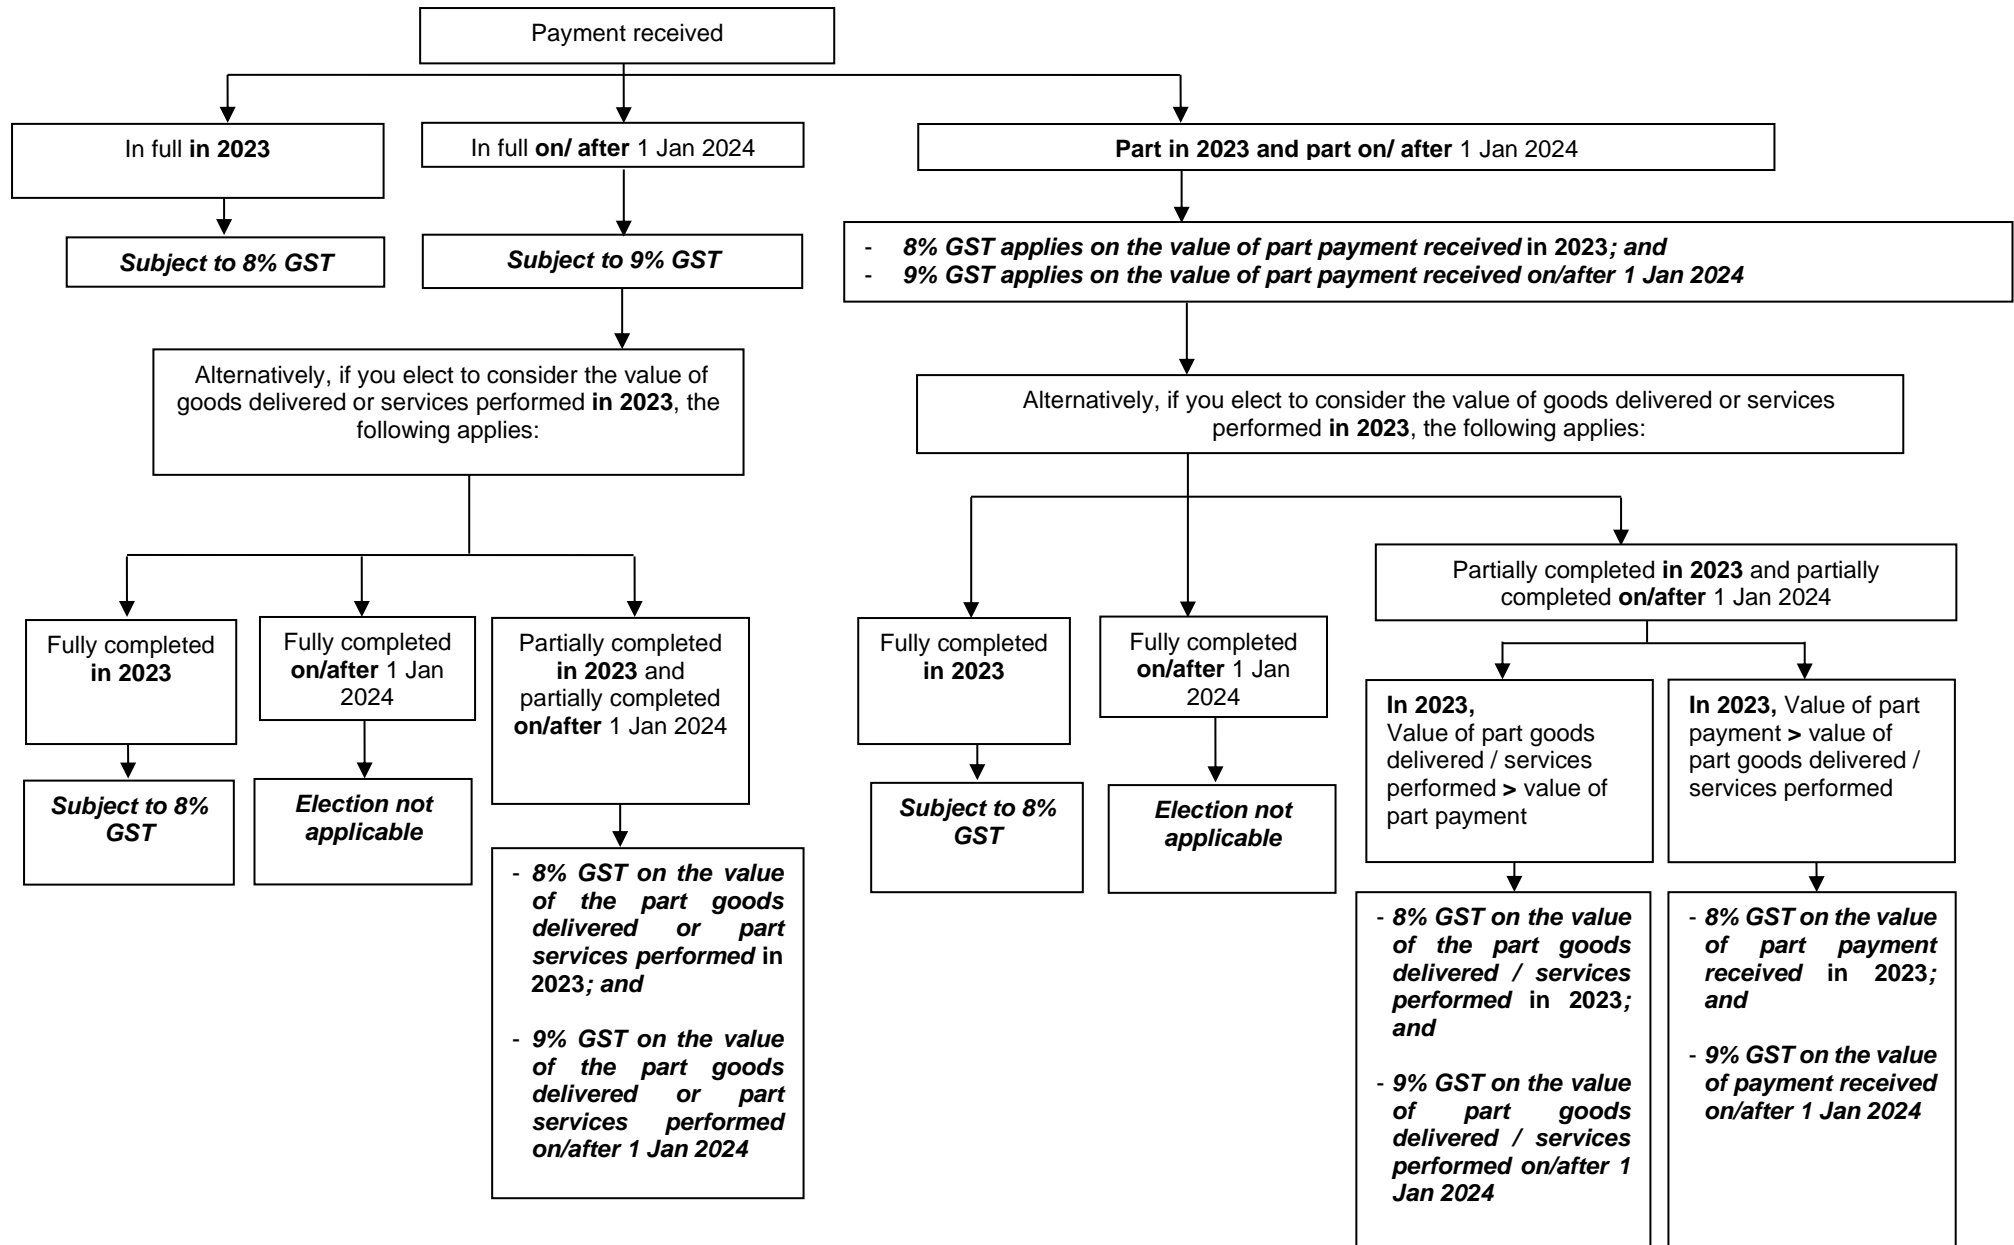 Payment received
In full in 2023
In full on/ after 1 Jan 2024
Part in 2023 and part on/ after 1 Jan 2024
Subject to 8% GST
Subject to 9% GST
- 8% GST applies on the value of part payment received in 2023; and
- 9% GST applies on the value of part payment received on/after 1 Jan 2024
Alternatively, if you elect to consider the value of
goods delivered or services performed in 2023, the
following applies:
Alternatively, if you elect to consider the value of goods delivered or services
performed in 2023, the following applies:
Fully completed
in 2023
Fully completed
on/after 1 Jan
2024
Partially completed
in 2023 and
partially completed
on/after 1 Jan 2024
Subject to 8%
GST
Election not
applicable
- 8% GST on the value
of the part goods
delivered or part
services performed in
2023; and
- 9% GST on the value
of the part goods
delivered or part
services performed
on/after 1 Jan 2024
Fully completed
in 2023
Fully completed
on/after 1 Jan
2024
Partially completed in 2023 and partially
completed on/after 1 Jan 2024
Subject to 8%
GST
Election not
applicable
In 2023,
Value of part goods
delivered / services
performed > value of
part payment
In 2023, Value of part
payment > value of
part goods delivered /
services performed
- 8% GST on the value
of the part goods
delivered / services
performed in 2023;
and
- 9% GST on the value
of part goods
delivered / services
performed on/after 1
Jan 2024
- 8% GST on the value
of part payment
received in 2023;
and
- 9% GST on the value
of payment received
on/after 1 Jan 2024